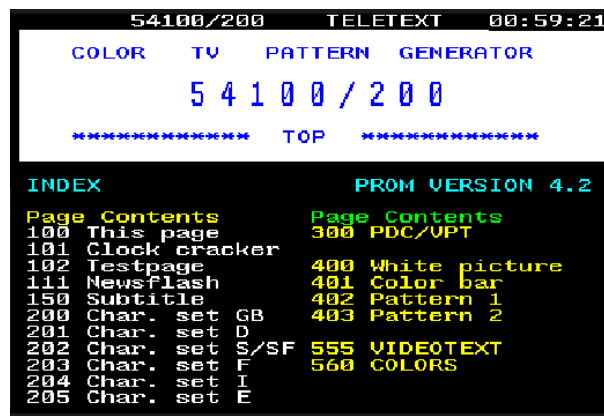 54100/200 TELETEXT 00:59:21
COLOR TV PATTERN GENERATOR
54100/200
************ TOP ************
INDEX PROM VERSION 4.2
Page Contents Page Contents
100 This page 300 PDC/VPT
101 Clock cracker
102 Testpage 400 White picture
111 Newsflash 401 Color bar
150 Subtitle 402 Pattern 1
200 Char. set GB 403 Pattern 2
201 Char. set D
202 Char. set S/SF 555 VIDEOTEXT
203 Char. set F 560 COLORS
204 Char. set I
205 Char. set E